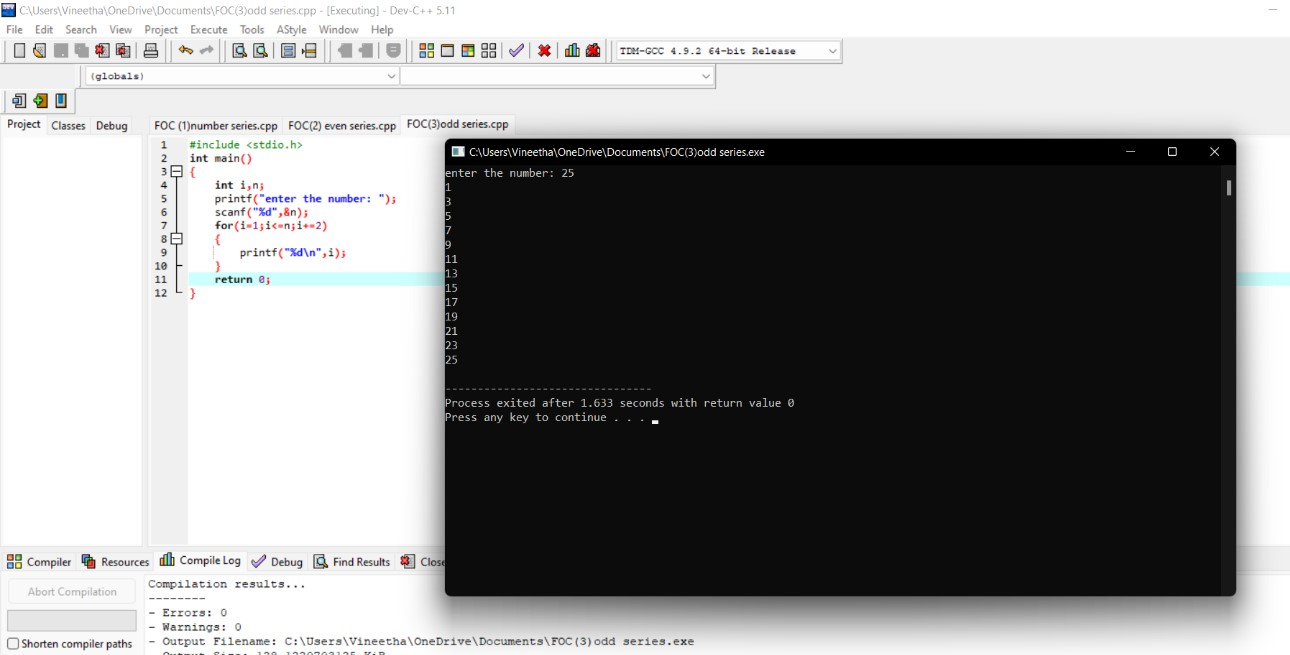 C:\Users\Vineetha\OneDrive\Documents\FOC(3)odd series.cpp - [Executing] - Dev-C++ 5.11
File Edit Search View Project Execute Tools AStyle Window Help
TDM-GCC 4.9.2 64-bit Release
(globals)
Project Classes Debug
FOC (1)number series.cpp FOC(2) even series.cpp FOC(3)odd series.cpp
1 #include <stdio.h>
2 int main()
3 {
4 int i,n;
5 printf("enter the number: ");
6 scanf("%d",&n);
7 for(i=1;i<=n;i+=2)
8 {
9 printf("%d\n",i);
10 }
11 return 0;
12 }
C:\Users\Vineetha\OneDrive\Documents\FOC(3)odd series.exe
enter the number: 25
1
3
5
7
9
11
13
15
17
19
21
23
25
--------------------------------
Process exited after 1.633 seconds with return value 0
Press any key to continue . . .
Compiler Resources Compile Log Debug Find Results Close
Abort Compilation
Shorten compiler paths
Compilation results...
--------
- Errors: 0
- Warnings: 0
- Output Filename: C:\Users\Vineetha\OneDrive\Documents\FOC(3)odd series.exe
- Output Size: 128.1220703125 KiB